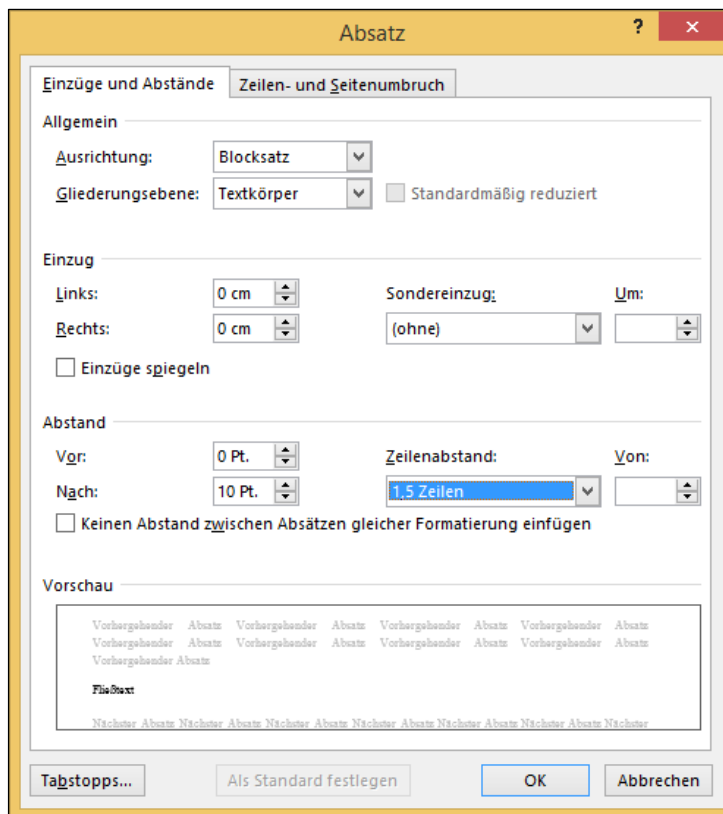 Absatz ? ×
Einzüge und Abstände Zeilen- und Seitenumbruch
Allgemein
Ausrichtung: Blocksatz
Gliederungsebene: Textkörper Standardmäßig reduziert
Einzug
Links: 0 cm Sondereinzug: Um:
Rechts: 0 cm (ohne)
Einzüge spiegeln
Abstand
Vor: 0 Pt. Zeilenabstand: Von:
Nach: 10 Pt. 1,5 Zeilen
Keinen Abstand zwischen Absätzen gleicher Formatierung einfügen
Vorschau
Vorhergehender Absatz Vorhergehender Absatz Vorhergehender Absatz Vorhergehender Absatz
Vorhergehender Absatz Vorhergehender Absatz Vorhergehender Absatz Vorhergehender Absatz
Vorhergehender Absatz
Fließtext
Nächster Absatz Nächster Absatz Nächster Absatz Nächster Absatz Nächster Absatz Nächster Absatz Nächster
Tabstopps... Als Standard festlegen OK Abbrechen